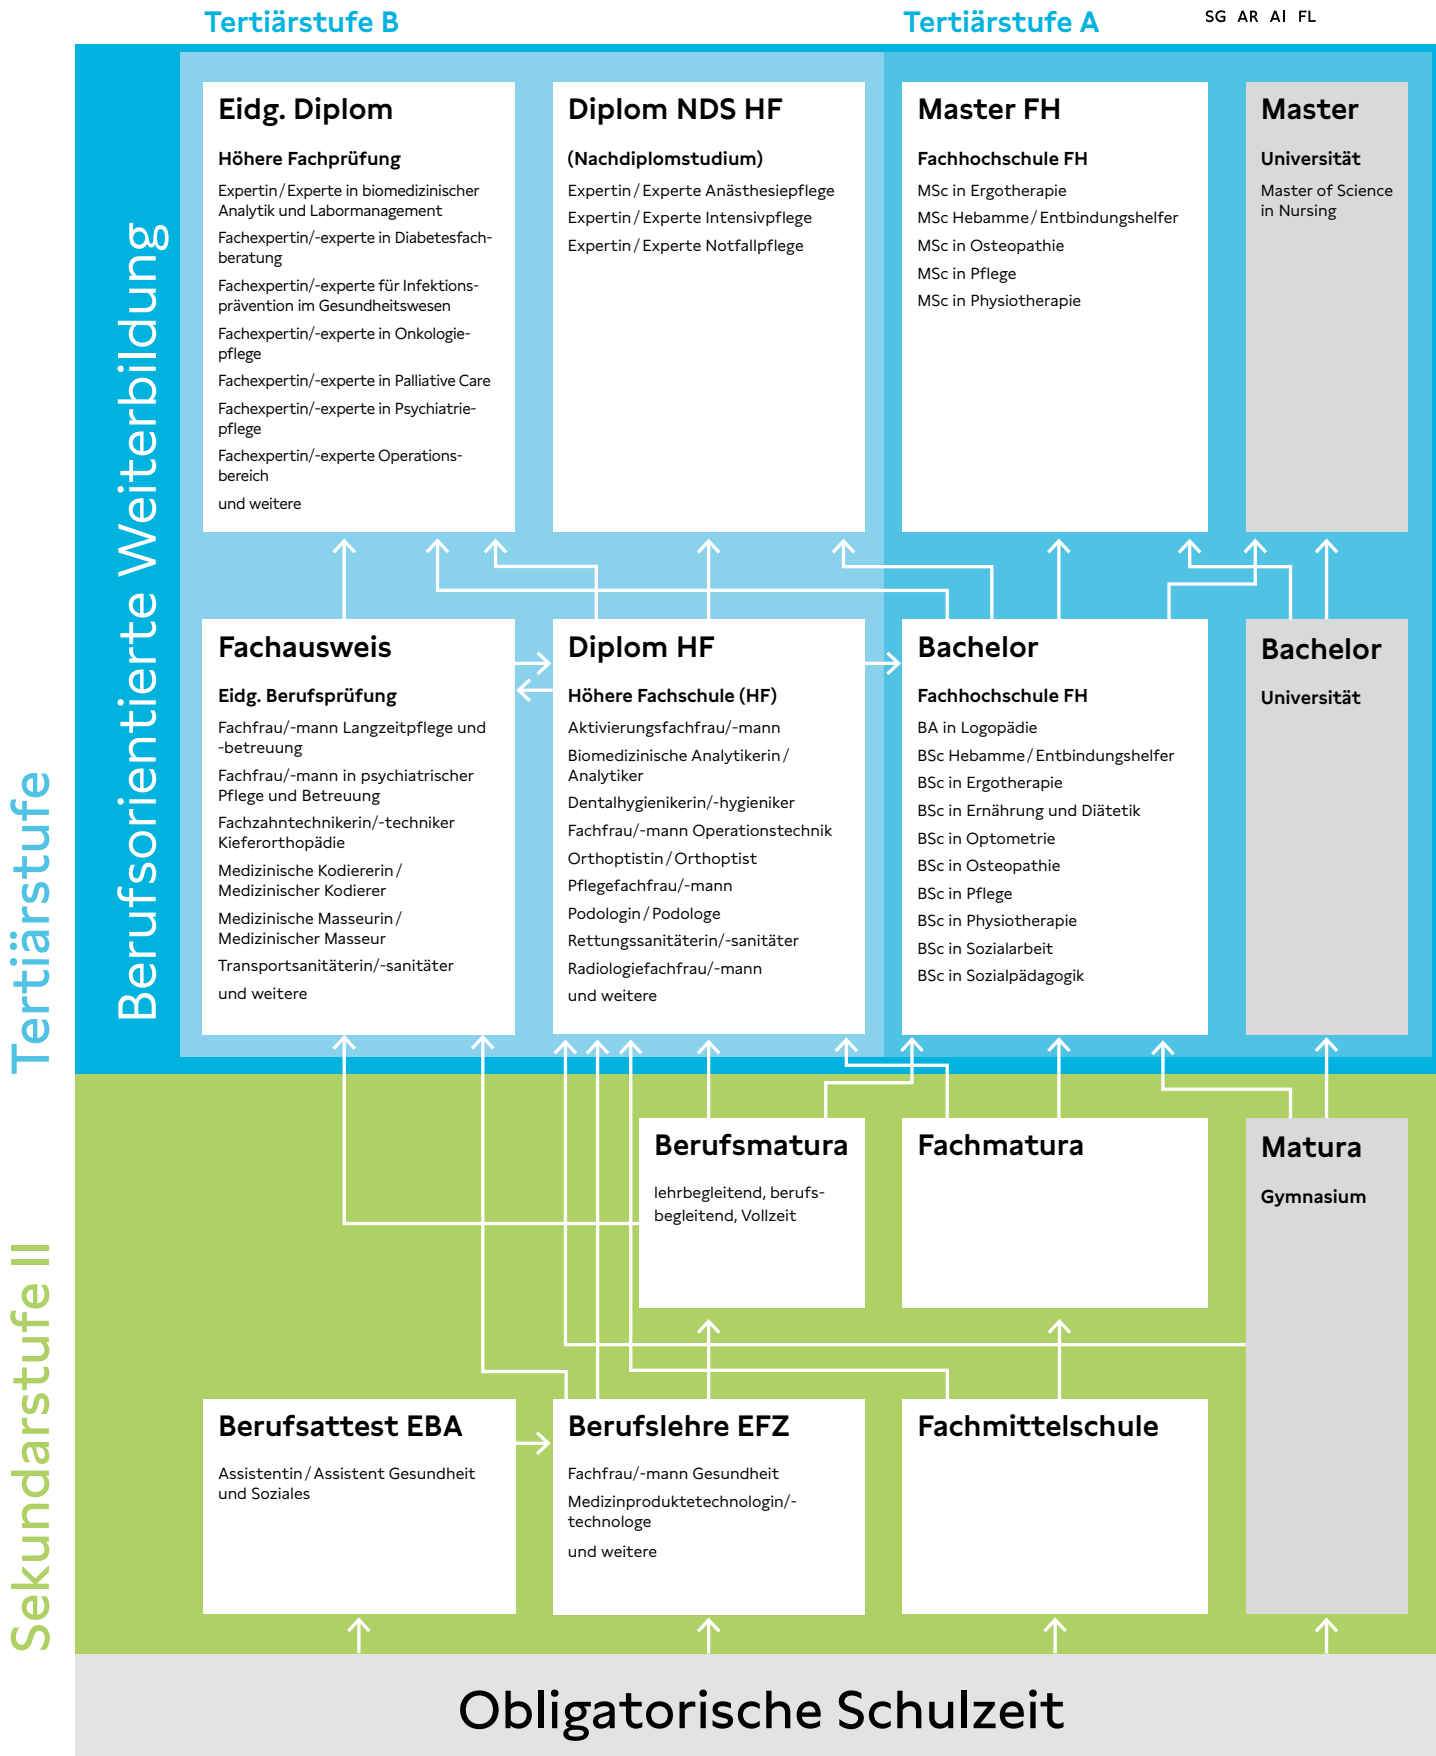 Tertiärstufe B
Tertiärstufe A
SG AR AI FL
Tertiärstufe
Berufsorientierte Weiterbildung
Eidg. Diplom
Höhere Fachprüfung
Expertin/Experte in biomedizinischer
Analytik und Labormanagement
Fachexpertin/-experte in Diabetesfach-
beratung
Fachexpertin/-experte für Infektions-
prävention im Gesundheitswesen
Fachexpertin/-experte in Onkologie-
pflege
Fachexpertin/-experte in Palliative Care
Fachexpertin/-experte in Psychiatrie-
pflege
Fachexpertin/-experte Operations-
bereich
und weitere
Diplom NDS HF
(Nachdiplomstudium)
Expertin/Experte Anästhesiepflege
Expertin/Experte Intensivpflege
Expertin/Experte Notfallpflege
Master FH
Fachhochschule FH
MSc in Ergotherapie
MSc Hebamme/Entbindungshelfer
MSc in Osteopathie
MSc in Pflege
MSc in Physiotherapie
Master
Universität
Master of Science
in Nursing
Fachausweis
Eidg. Berufsprüfung
Fachfrau/-mann Langzeitpflege und
-betreuung
Fachfrau/-mann in psychiatrischer
Pflege und Betreuung
Fachzahntechnikerin/-techniker
Kieferorthopädie
Medizinische Kodiererin/
Medizinischer Kodierer
Medizinische Masseurin/
Medizinischer Masseur
Transportsanitäterin/-sanitäter
und weitere
Diplom HF
Höhere Fachschule (HF)
Aktivierungsfachfrau/-mann
Biomedizinische Analytikerin/
Analytiker
Dentalhygienikerin/-hygieniker
Fachfrau/-mann Operationstechnik
Orthoptistin/Orthoptist
Pflegefachfrau/-mann
Podologin/Podologe
Rettungssanitäterin/-sanitäter
Radiologiefachfrau/-mann
und weitere
Bachelor
Fachhochschule FH
BA in Logopädie
BSc Hebamme/Entbindungshelfer
BSc in Ergotherapie
BSc in Ernährung und Diätetik
BSc in Optometrie
BSc in Osteopathie
BSc in Pflege
BSc in Physiotherapie
BSc in Sozialarbeit
BSc in Sozialpädagogik
Bachelor
Universität
Sekundarstufe II
Berufsmatura
lehrbegleitend, berufs-
begleitend, Vollzeit
Fachmatura
Matura
Gymnasium
Berufsattest EBA
Assistentin/Assistent Gesundheit
und Soziales
Berufslehre EFZ
Fachfrau/-mann Gesundheit
Medizinproduktetechnologin/-
technologe
und weitere
Fachmittelschule
Obligatorische Schulzeit